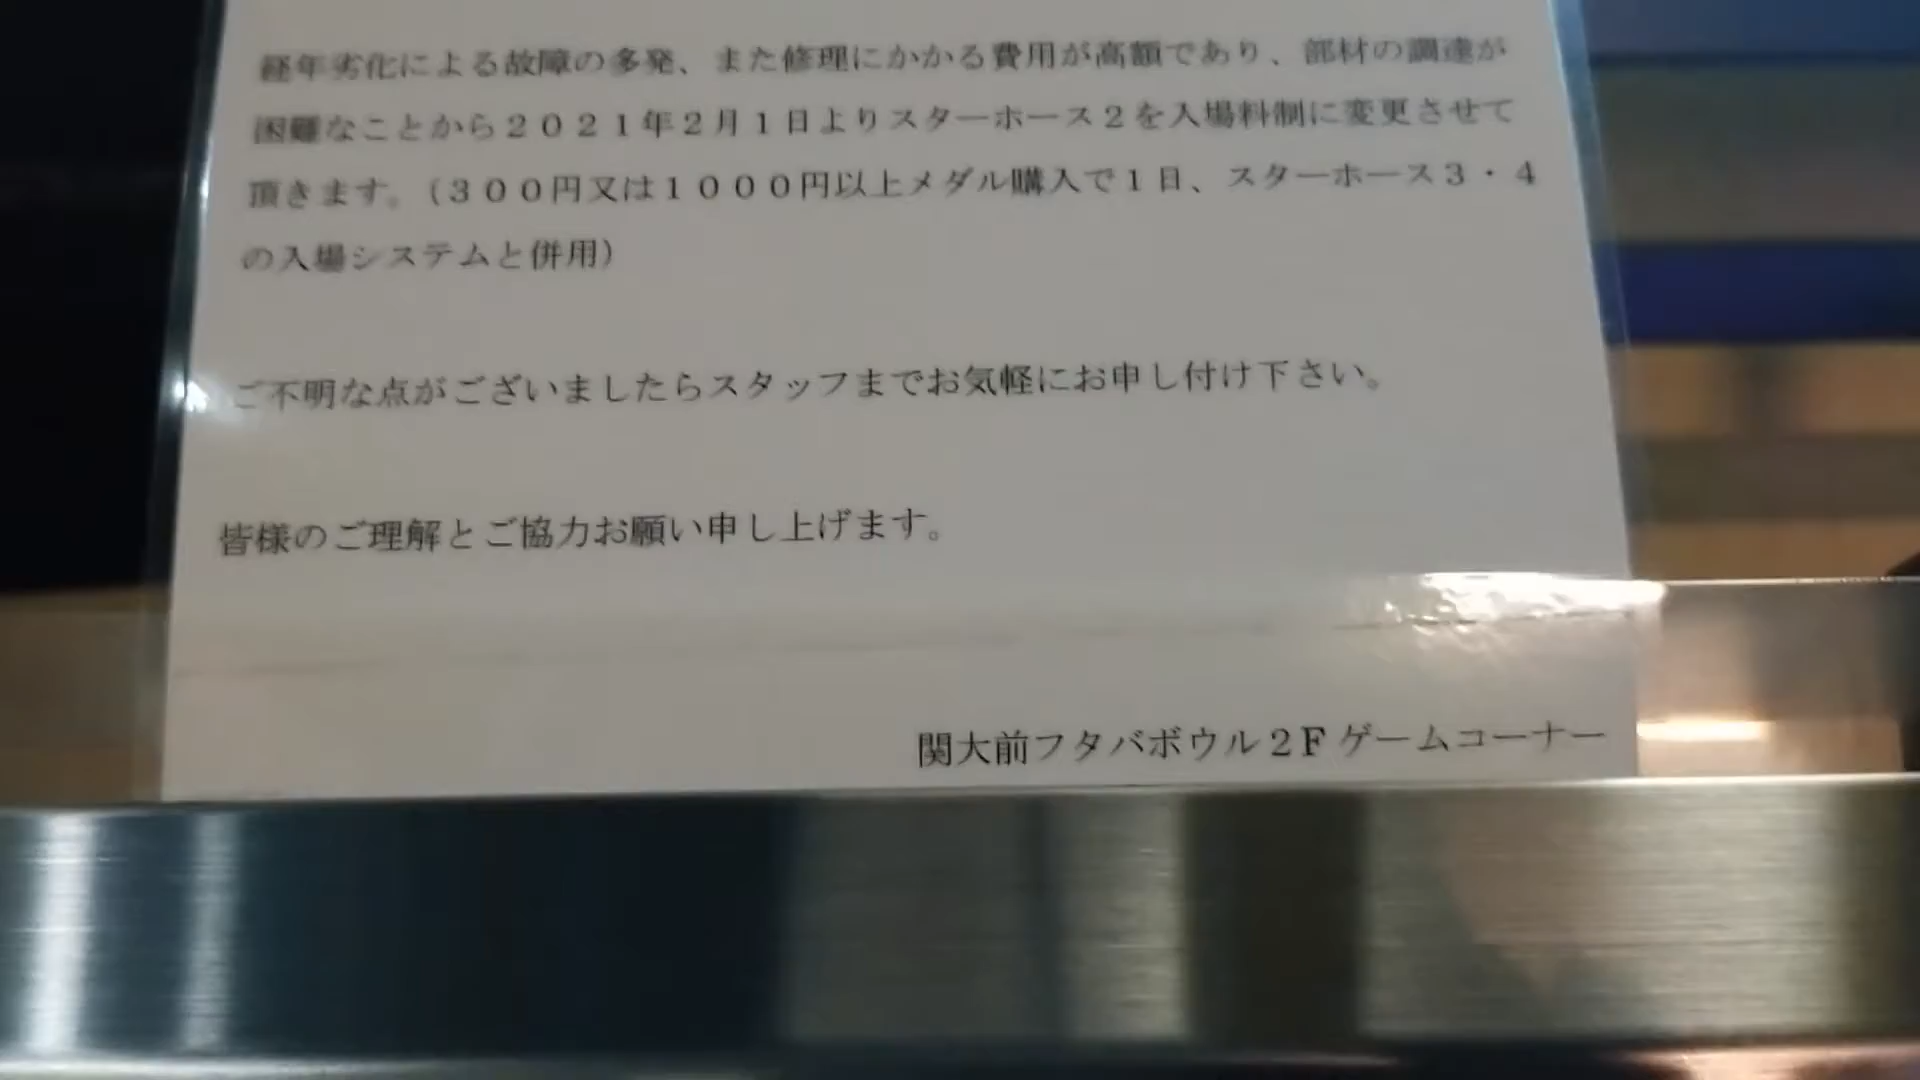 経年劣化による故障の多発、また修理にかかる費用が高額であり、部材の調達が
困難なことから２０２１年２月１日よりスターホース２を入場料制に変更させて
頂きます。（３００円又は１０００円以上メダル購入で１日、スターホース３・４
の入場システムと併用）
ご不明な点がございましたらスタッフまでお気軽にお申し付け下さい。
皆様のご理解とご協力お願い申し上げます。
関大前フタバボウル２F ゲームコーナー